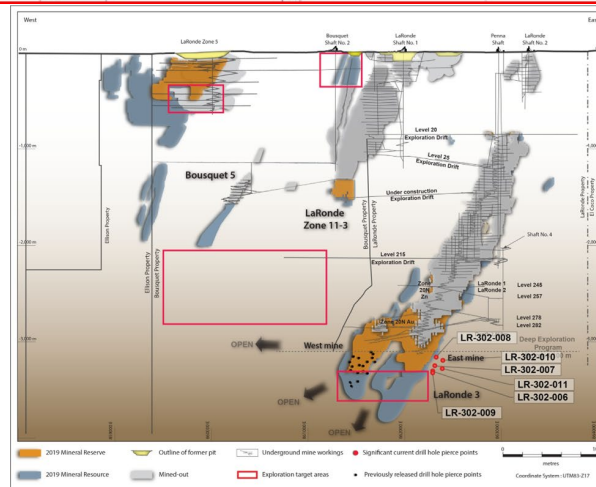 West
East
LaRonde Zone 5
Bousquet
Shaft No. 2
LaRonde
Shaft No. 1
Penna
Shaft
LaRonde
Shaft No. 2
0 m
Level 20
Exploration Drift
-1,000 m
Level 25
Exploration Drift
Bousquet 5
Under construction
Exploration Drift
LaRonde
Zone 11-3
Ellison Property
Ellison Property
Bousquet Property
Bousquet Property
LaRonde Property
LaRonde Property
El Coco Property
-2,000 m
Shaft No. 4
Level 215
Exploration Drift
Zone
20N
Zn
LaRonde 1
LaRonde 2
Level 245
Level 257
Zone 20N Au
Level 278
Level 292
OPEN
West mine
LR-302-008
Deep Exploration
Program
East mine
LR-302-010
LR-302-007
LR-302-011
LR-302-006
LaRonde 3
LR-302-009
OPEN
OPEN
2019 Mineral Reserve
Outline of former pit
Underground mine workings
Significant current drill hole pierce points
2019 Mineral Resource
Mined-out
Exploration target areas
Previously released drill hole pierce points
metres
Coordinate System : UTM83-Z17